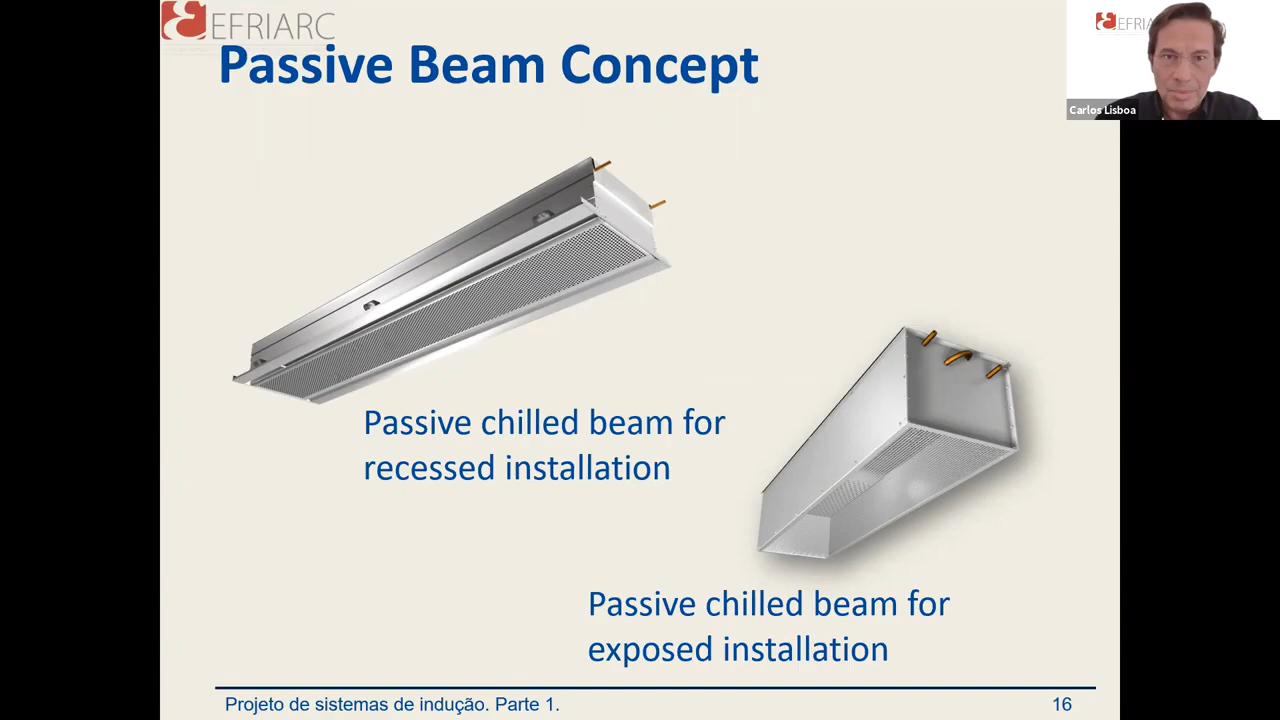 EFRIARC
Passive Beam Concept
EFRIA
Carlos Lisboa
Passive chilled beam for
recessed installation
Passive chilled beam for
exposed installation
Projeto de sistemas de indução. Parte 1.
16